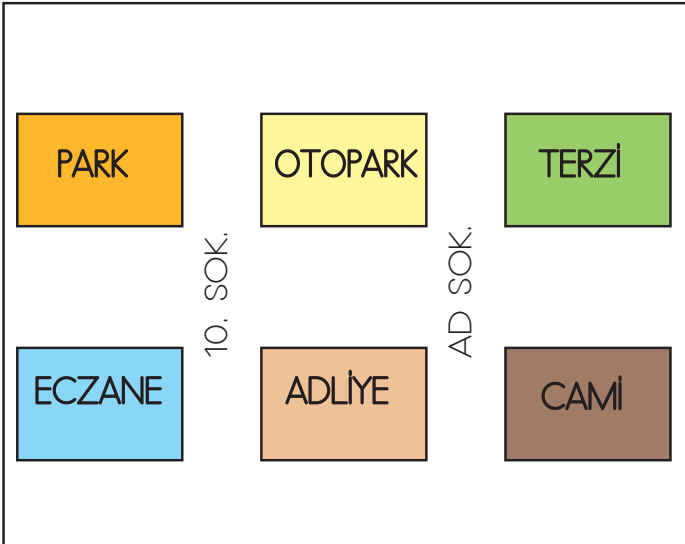 PARK
OTOPARK
TERZİ
10. SOK.
AD SOK.
ECZANE
ADLİYE
CAMİ